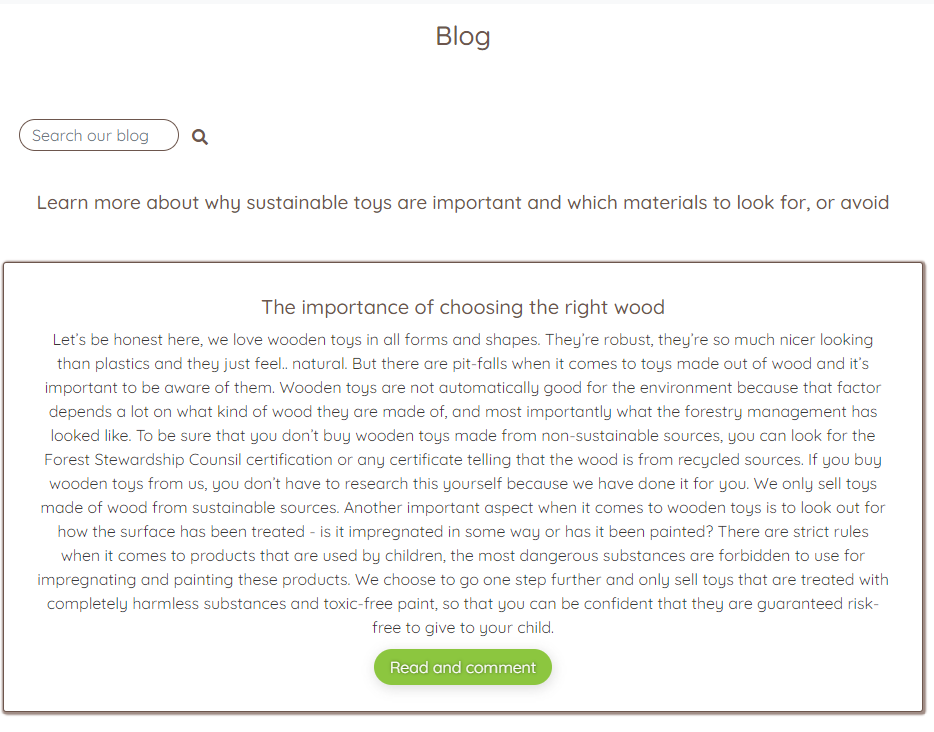 Blog
Search our blog
Learn more about why sustainable toys are important and which materials to look for, or avoid
The importance of choosing the right wood
Let's be honest here, we love wooden toys in all forms and shapes. They're robust, they're so much nicer looking
than plastics and they just feel.. natural. But there are pit-falls when it comes to toys made out of wood and it's
important to be aware of them. Wooden toys are not automatically good for the environment because that factor
depends a lot on what kind of wood they are made of, and most importantly what the forestry management has
looked like. To be sure that you don't buy wooden toys made from non-sustainable sources, you can look for the
Forest Stewardship Counsil certification or any certificate telling that the wood is from recycled sources. If you buy
wooden toys from us, you don't have to research this yourself because we have done it for you. We only sell toys
made of wood from sustainable sources. Another important aspect when it comes to wooden toys is to look out for
how the surface has been treated - is it impregnated in some way or has it been painted? There are strict rules
when it comes to products that are used by children, the most dangerous substances are forbidden to use for
impregnating and painting these products. We choose to go one step further and only sell toys that are treated with
completely harmless substances and toxic-free paint, so that you can be confident that they are guaranteed risk-
free to give to your child.
Read and comment